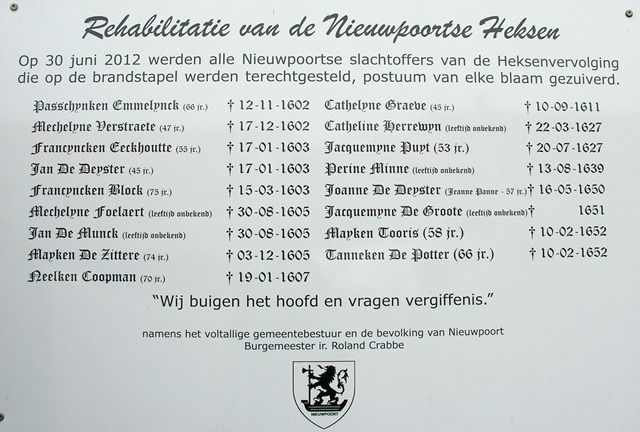 Rehabilitatie van de Nieuwpoortse Heksen
Op 30 juni 2012 werden alle Nieuwpoortse slachtoffers van de Heksenvervolging
die op de brandstapel werden terechtgesteld, postuum van elke blaam gezuiverd.
Passchynken Emmelynck (66 jr.) † 12-11-1602
Mechelyne Verstraete (47 jr.) † 17-12-1602
Francyncken Eeckhoutte (55 jr.) † 17-01-1603
Jan De Deyster (45 jr.) † 17-01-1603
Francyncken Block (75 jr.) † 15-03-1603
Mechelyne Foelaert (leeftijd onbekend) † 30-08-1605
Jan De Munck (leeftijd onbekend) † 30-08-1605
Mayken De Zittere (74 jr.) † 03-12-1605
Neelken Coopman (70 jr.) † 19-01-1607
Cathelyne Graeve (45 jr.) † 10-09-1611
Catheline Herrewyn (leeftijd onbekend) † 22-03-1627
Jacquemyne Puyt (53 jr.) † 20-07-1627
Perine Minne (leeftijd onbekend) † 13-08-1639
Joanne De Deyster (Jeanne Panne - 57 jr.) † 16-05-1650
Jacquemyne De Groote (leeftijd onbekend) † 1651
Mayken Tooris (58 jr.) † 10-02-1652
Tanneken De Potter (66 jr.) † 10-02-1652
“Wij buigen het hoofd en vragen vergiffenis.”
namens het voltallige gemeentebestuur en de bevolking van Nieuwpoort
Burgemeester ir. Roland Crabbe
NIEUWPOORT